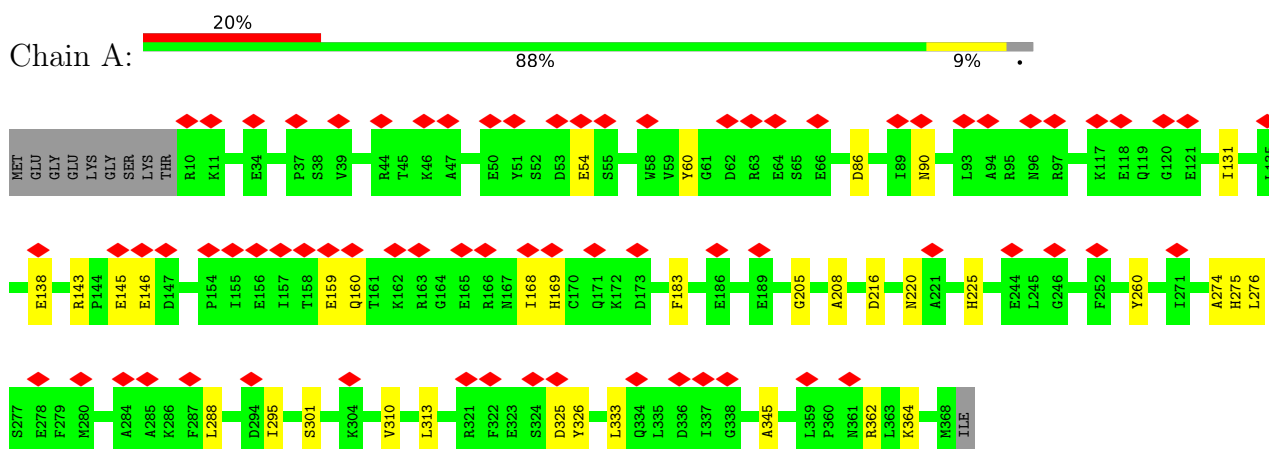 20%
Chain A:
88%
9%
•
MET GLU GLY GLU LYS GLY SER LYS THR R10 K11 E34 P37 S38 V39 R44 T45 K46 A47 E50 Y51 S52 D53 E54 S55 W58 V59 Y60 G61 D62 R63 E64 S65 E66 D86 I89 N90 L93 A94 R95 N96 R97 K117 E118 Q119 G120 E121 I131
E138 R143 P144 E145 E146 D147 P154 I155 E156 I157 T158 E159 Q160 T161 K162 R163 G164 E165 R166 N167 I168 H169 G170 Q171 K172 D173 F183 E186 E189 G205 A208 D216 N220 A221 H225 E244 L245 G246 F252 Y260 I271 A274 H275 L276
S277 E278 F279 M280 A284 A285 K286 F287 L288 D294 I295 S301 K304 V310 L313 R321 F322 E323 S324 D325 Y326 L333 Q334 L335 D336 I337 G338 A345 L359 P360 N361 R362 L363 K364 M368 ILE